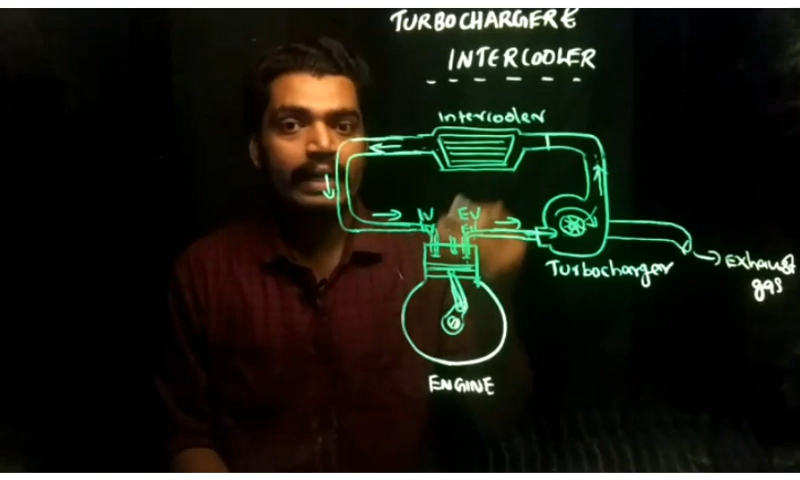 TURBOCHARGER &
INTERCOOLER
Intercooler
IV EV
Turbocharger
Exhaust
gas
ENGINE